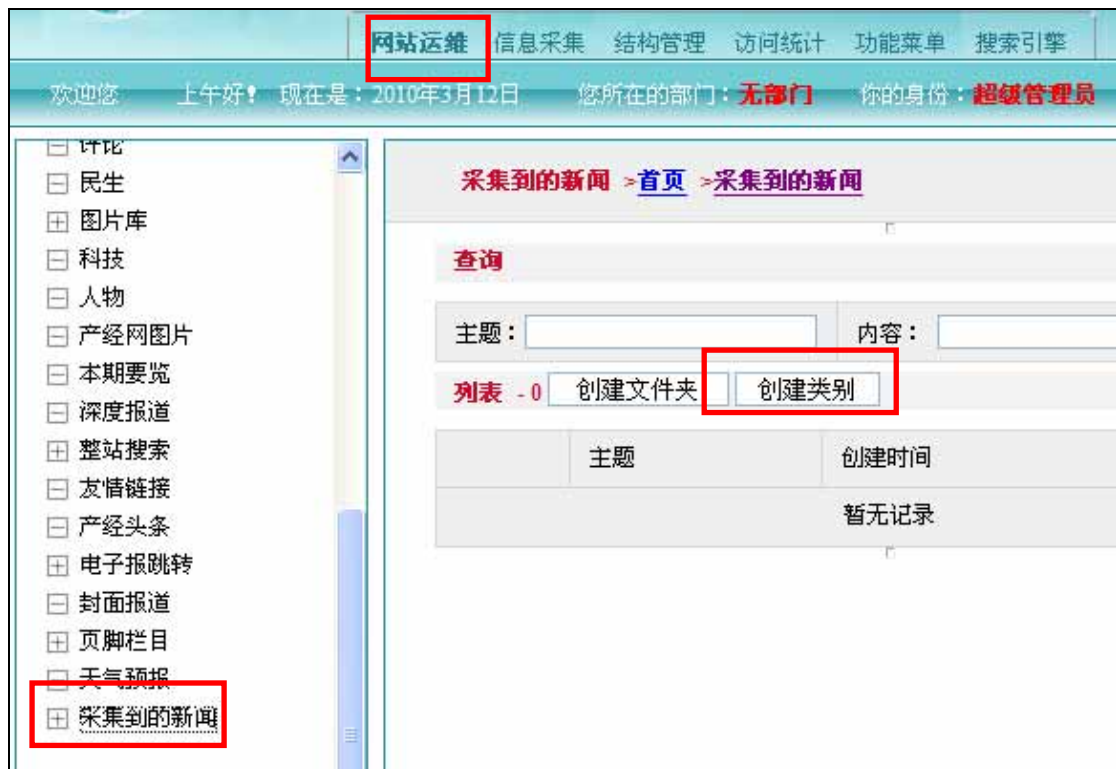 网站运维 信息采集 结构管理 访问统计 功能菜单 搜索引擎
欢迎您 上午好! 现在是:2010年3月12日 您所在的部门:无部门 你的身份:超级管理员
评论
民生
图片库
科技
人物
产经网图片
本期要览
深度报道
整站搜索
友情链接
产经头条
电子报跳转
封面报道
页脚栏目
天气预报
采集到的新闻
采集到的新闻 >首页 >采集到的新闻
查询
主题: 内容:
列表 - 0 创建文件夹 创建类别
主题 创建时间
暂无记录